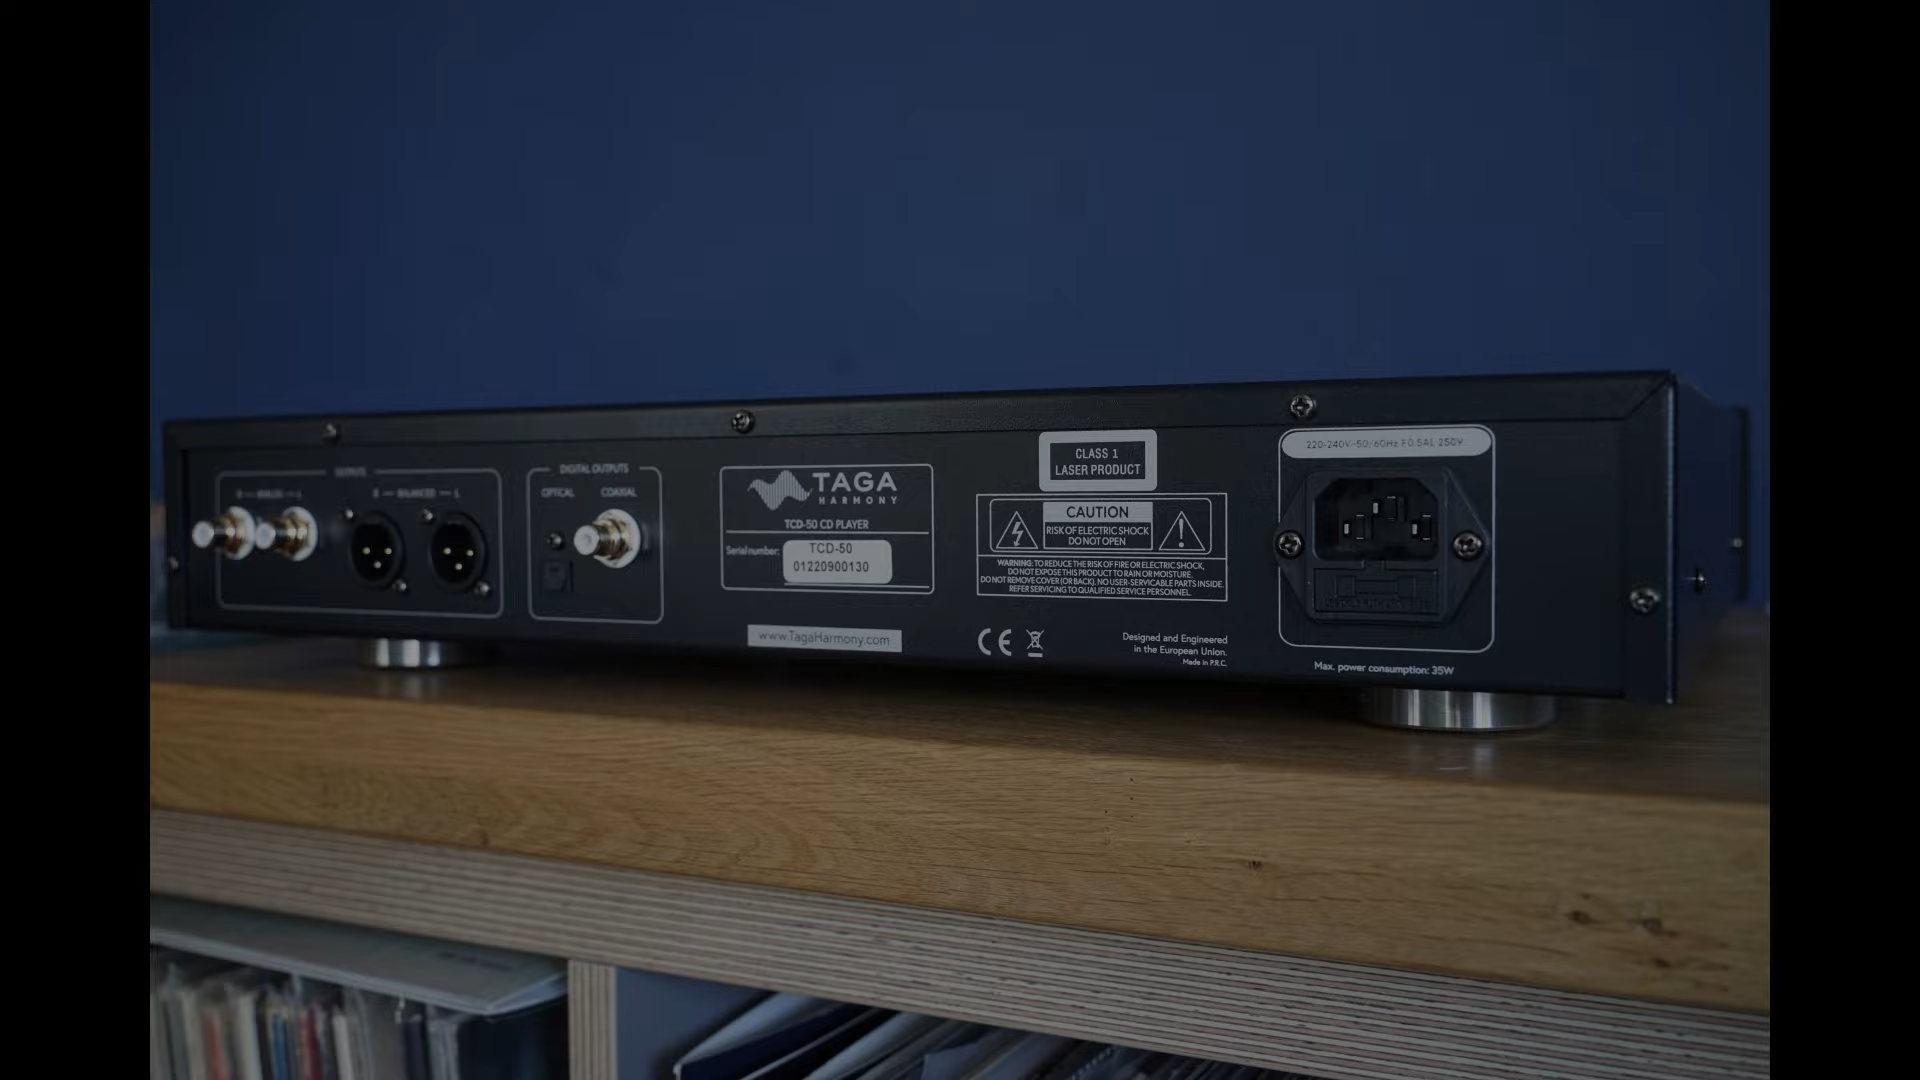 OUTPUTS
R ANALOG L
R BALANCED L
DIGITAL OUTPUTS
OPTICAL COAXIAL
TAGA
HARMONY
TCD-50 CD PLAYER
Serial number:
TCD-50
01220900130
www.TagaHarmony.com
CLASS 1
LASER PRODUCT
CAUTION
RISK OF ELECTRIC SHOCK
DO NOT OPEN
WARNING: TO REDUCE THE RISK OF FIRE OR ELECTRIC SHOCK,
DO NOT EXPOSE THIS PRODUCT TO RAIN OR MOISTURE.
DO NOT REMOVE COVER (OR BACK). NO USER-SERVICABLE PARTS INSIDE.
REFER SERVICING TO QUALIFIED SERVICE PERSONNEL.
CE
Designed and Engineered
in the European Union.
Made in P.R.C.
220-240V~50/60Hz F0.5AL 250V
Max. power consumption: 35W